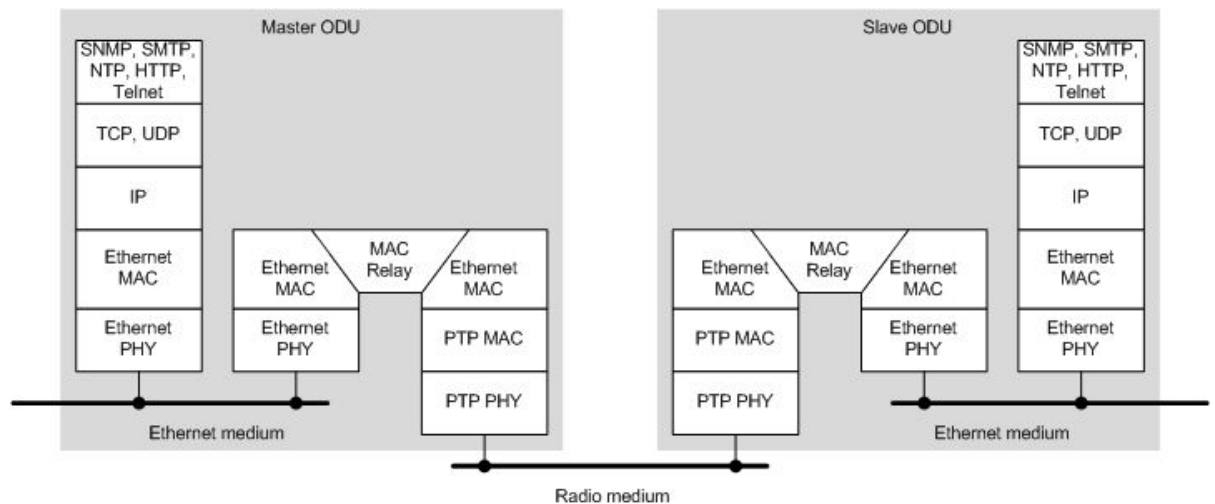 Master ODU
SNMP, SMTP,
NTP, HTTP,
Telnet
TCP, UDP
IP
Ethernet
MAC
Ethernet
PHY
Ethernet
MAC
Ethernet
PHY
MAC
Relay
Ethernet
MAC
PTP MAC
PTP PHY
Ethernet medium
Slave ODU
Ethernet
MAC
PTP MAC
PTP PHY
MAC
Relay
Ethernet
MAC
Ethernet
PHY
SNMP, SMTP,
NTP, HTTP,
Telnet
TCP, UDP
IP
Ethernet
MAC
Ethernet
PHY
Ethernet medium
Radio medium